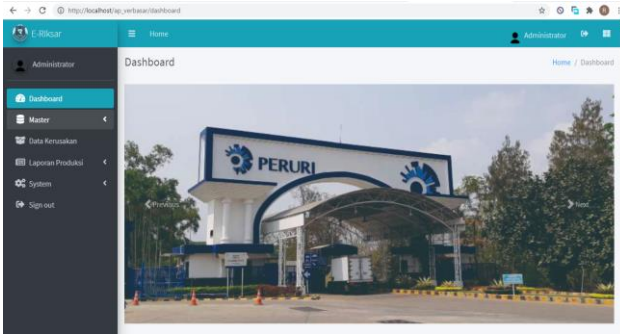 http://localhost/ap_verbasar/dashboard
E-Riksar
Home
Administrator
Administrator
Dashboard
Home / Dashboard
Dashboard
Master
Data Kerusakan
Laporan Produksi
System
Sign out
PERURI
Previous
Next